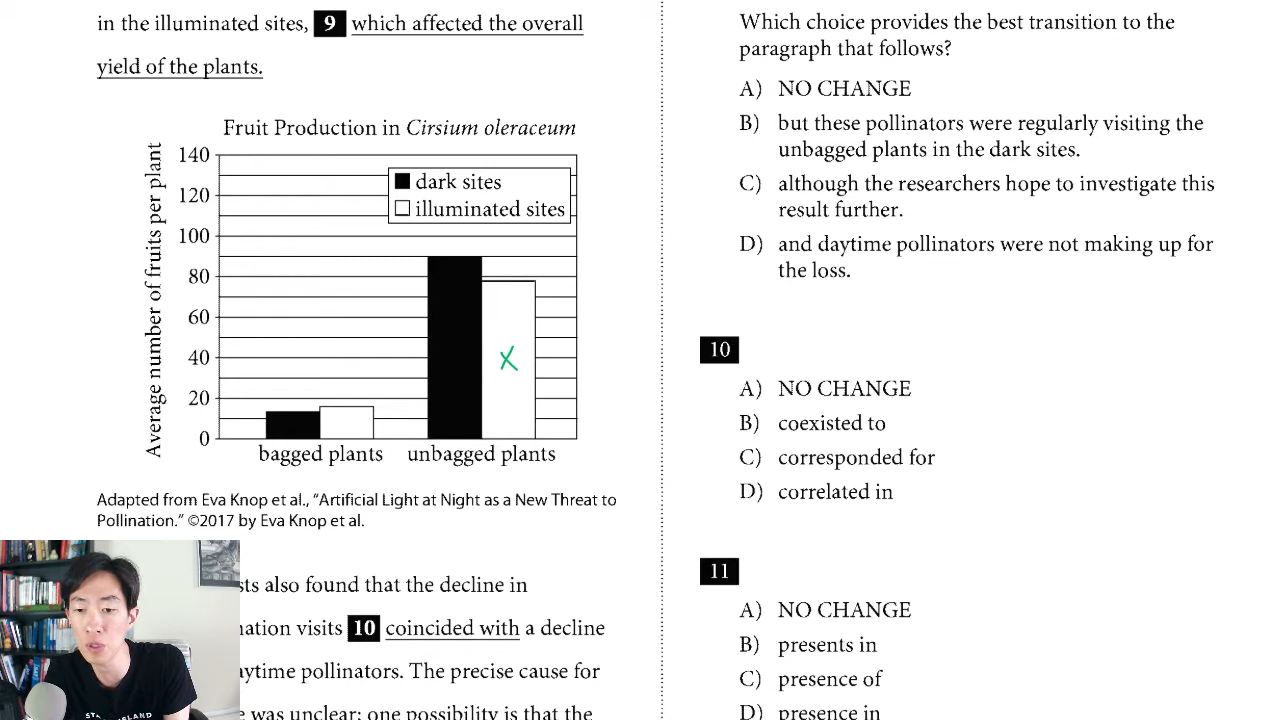 in the illuminated sites, 9 which affected the overall
yield of the plants.
Fruit Production in Cirsium oleraceum
Average number of fruits per plant
140
120
100
80
60
40
20
0
dark sites
illuminated sites
X
bagged plants unbagged plants
Adapted from Eva Knop et al., “Artificial Light at Night as a New Threat to
Pollination.” ©2017 by Eva Knop et al.
also found that the decline in
visits 10 coincided with a decline
pollinators. The precise cause for
was unclear; one possibility is that the
Which choice provides the best transition to the
paragraph that follows?
A) NO CHANGE
B) but these pollinators were regularly visiting the
unbagged plants in the dark sites.
C) although the researchers hope to investigate this
result further.
D) and daytime pollinators were not making up for
the loss.
10
A) NO CHANGE
B) coexisted to
C) corresponded for
D) correlated in
11
A) NO CHANGE
B) presents in
C) presence of
D) presence in